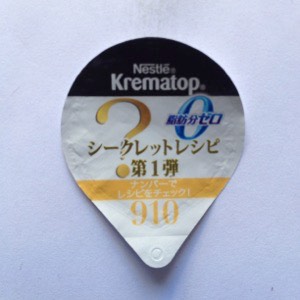 Nestlé®
Krematop®
?
0
脂肪分ゼロ
シークレットレシピ
第1弾
ナンバーで
レシピをチェック!
910